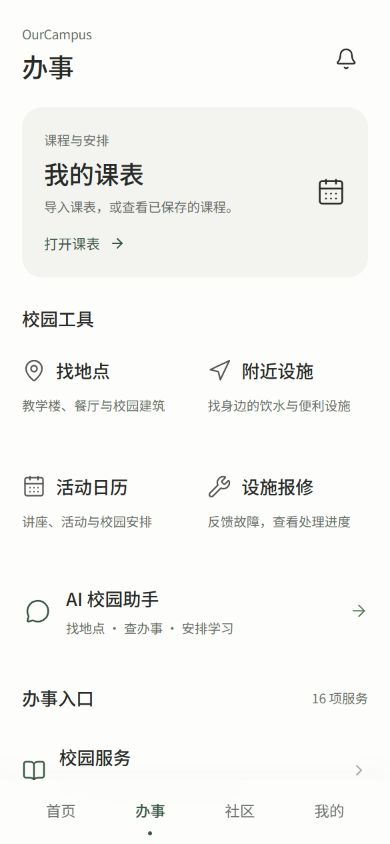 OurCampus
办事
课程与安排
我的课表
导入课表，或查看已保存的课程。
打开课表
校园工具
找地点
教学楼、餐厅与校园建筑
附近设施
找身边的饮水与便利设施
活动日历
讲座、活动与校园安排
设施报修
反馈故障，查看处理进度
AI 校园助手
找地点 · 查办事 · 安排学习
办事入口
16 项服务
校园服务
首页
办事
社区
我的